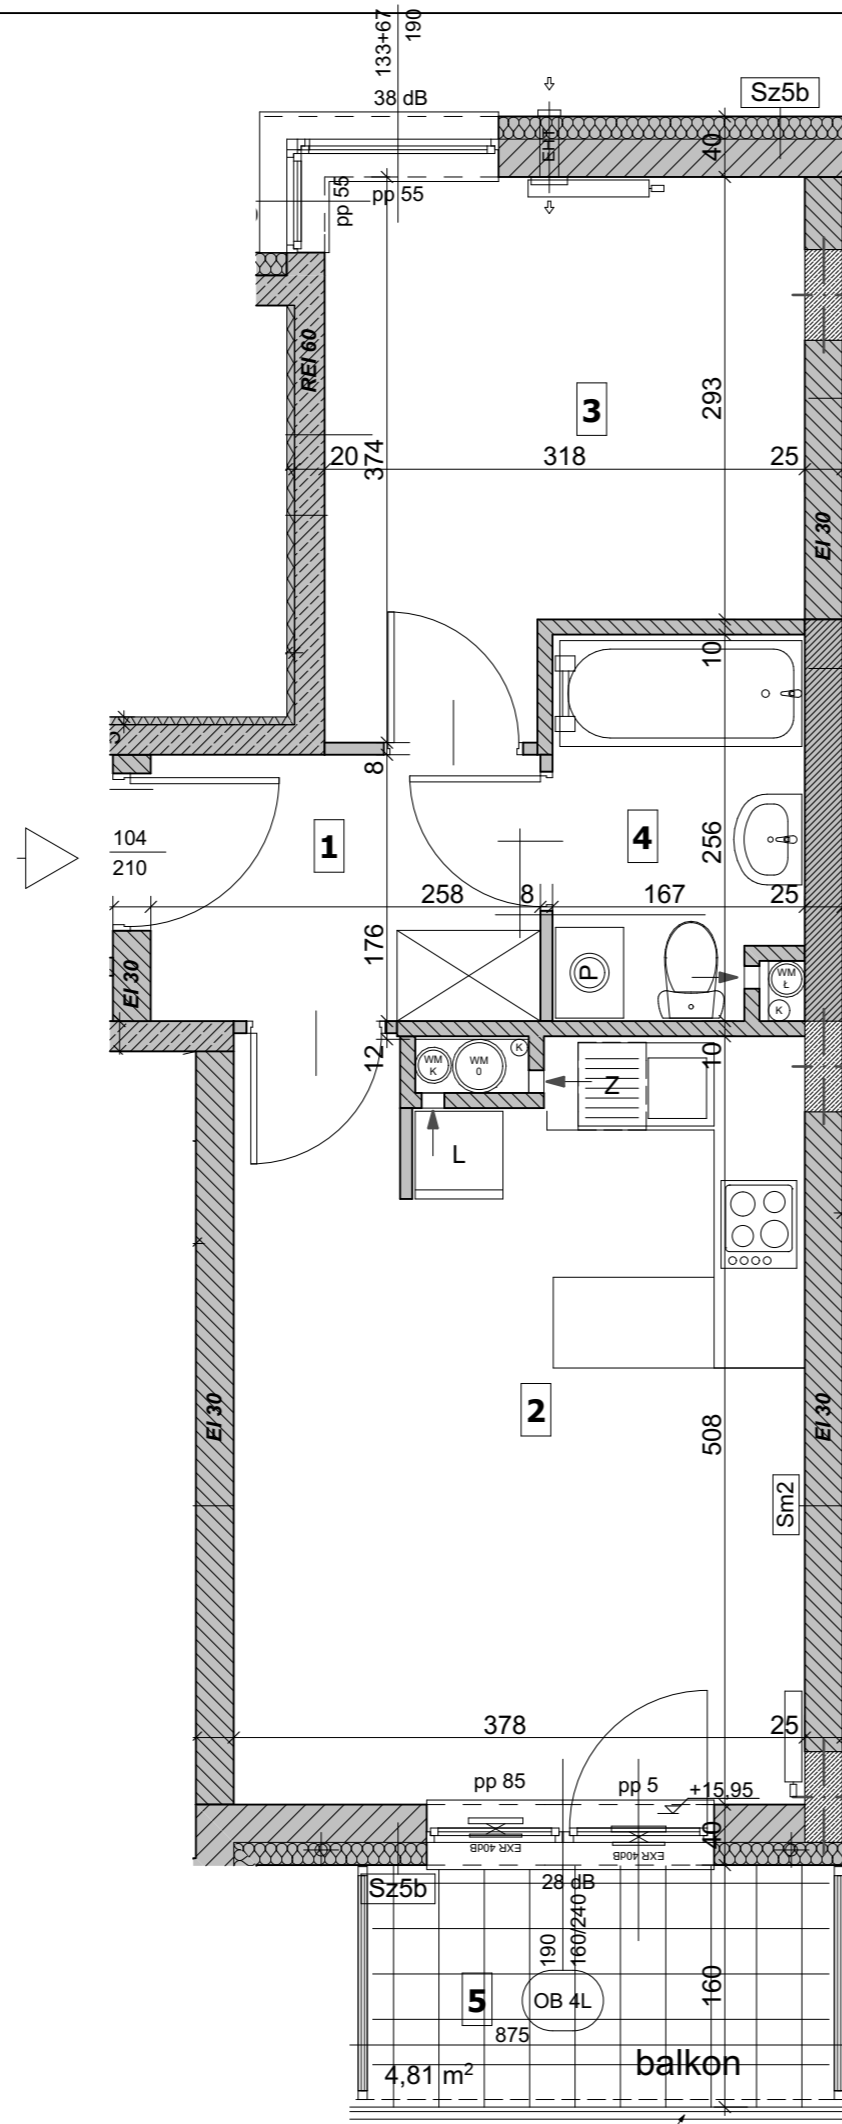 133+67
190
38 dB
Sz5b
EHT
40
pp 55
pp 55
REI 60
293
3
374
20
318
25
EI 30
10
8
1
4
104
210
256
258
8
167
25
176
P
EI 30
WM
Ł
K
12
WM
K
WM
0
K
10
Z
L
2
508
EI 30
EI 30
Sm2
378
25
pp 85
pp 5
+15,95
40
EXR 40dB
EXR 40dB
Sz5b
28 dB
190
160/240
160
5
OB 4L
875
4,81 m²
balkon